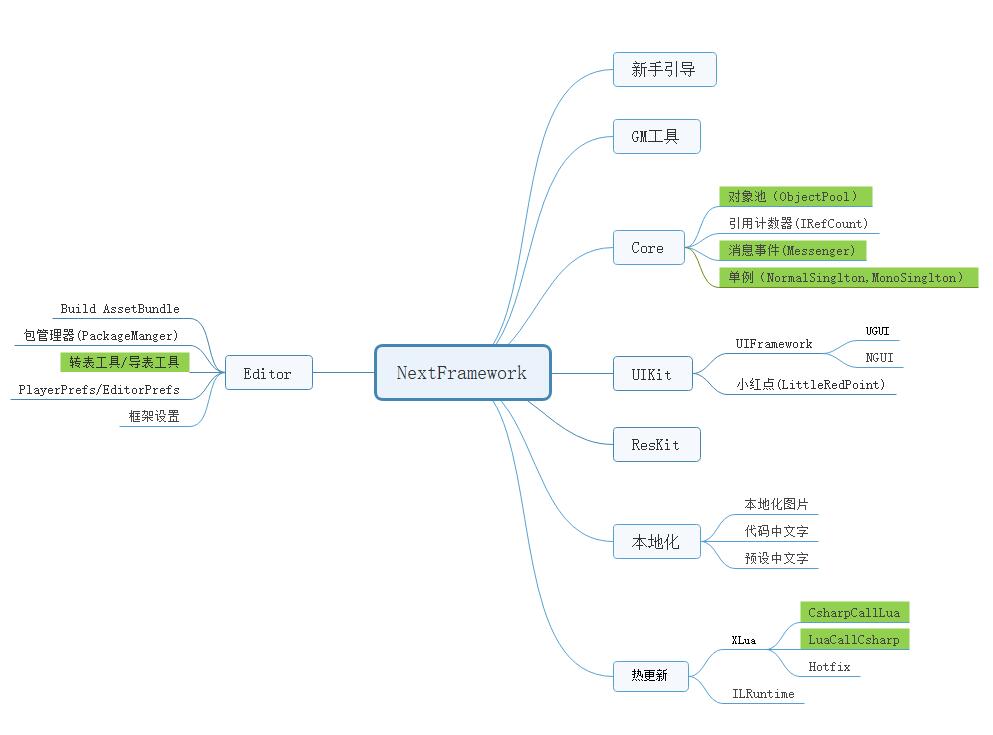 新手引导
GM工具
对象池（ObjectPool）
引用计数器(IRefCount)
Core
消息事件(Messenger)
单例（NormalSinglton,MonoSinglton）
Build AssetBundle
包管理器(PackageManger)
转表工具/导表工具
PlayerPrefs/EditorPrefs
框架设置
Editor
NextFramework
UGUI
UIFramework
NGUI
UIKit
小红点(LittleRedPoint)
ResKit
本地化图片
代码中文字
本地化
预设中文字
CsharpCallLua
XLua
LuaCallCsharp
Hotfix
热更新
ILRuntime